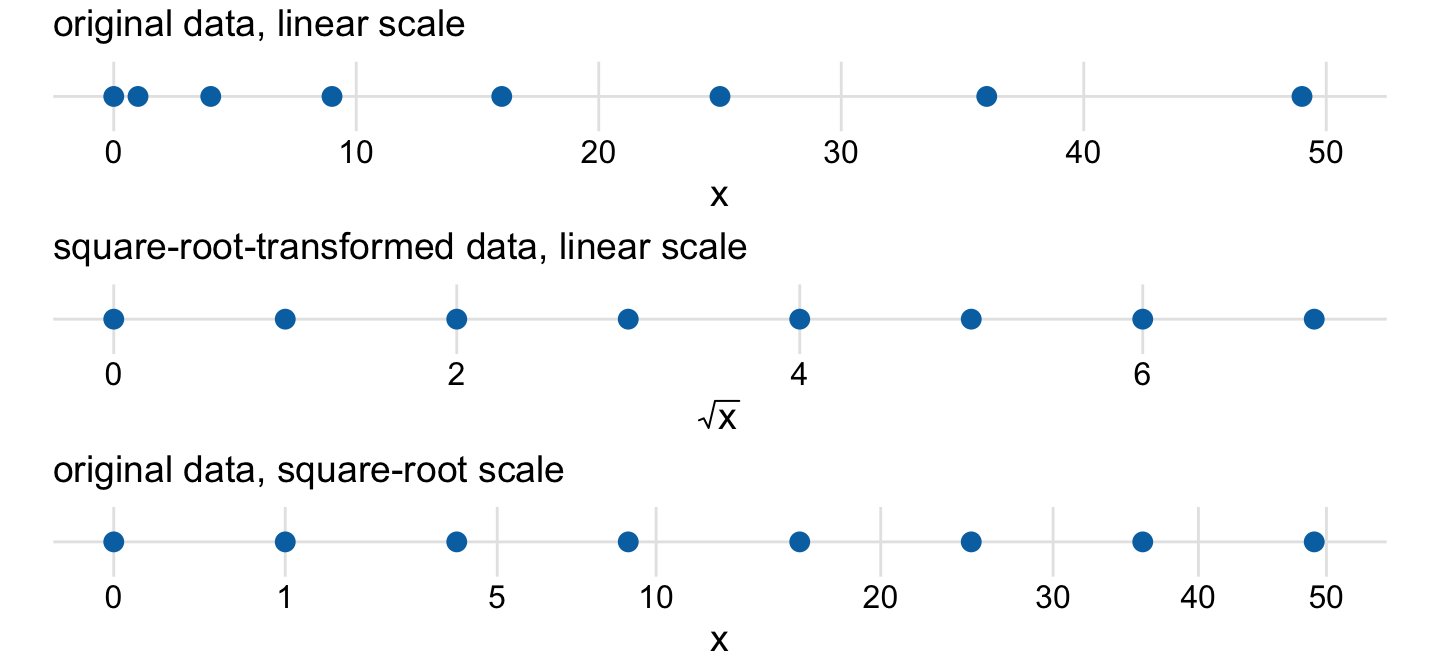 original data, linear scale
0 10 20 30 40 50
x
square-root-transformed data, linear scale
0 2 4 6
√x
original data, square-root scale
0 1 5 10 20 30 40 50
x